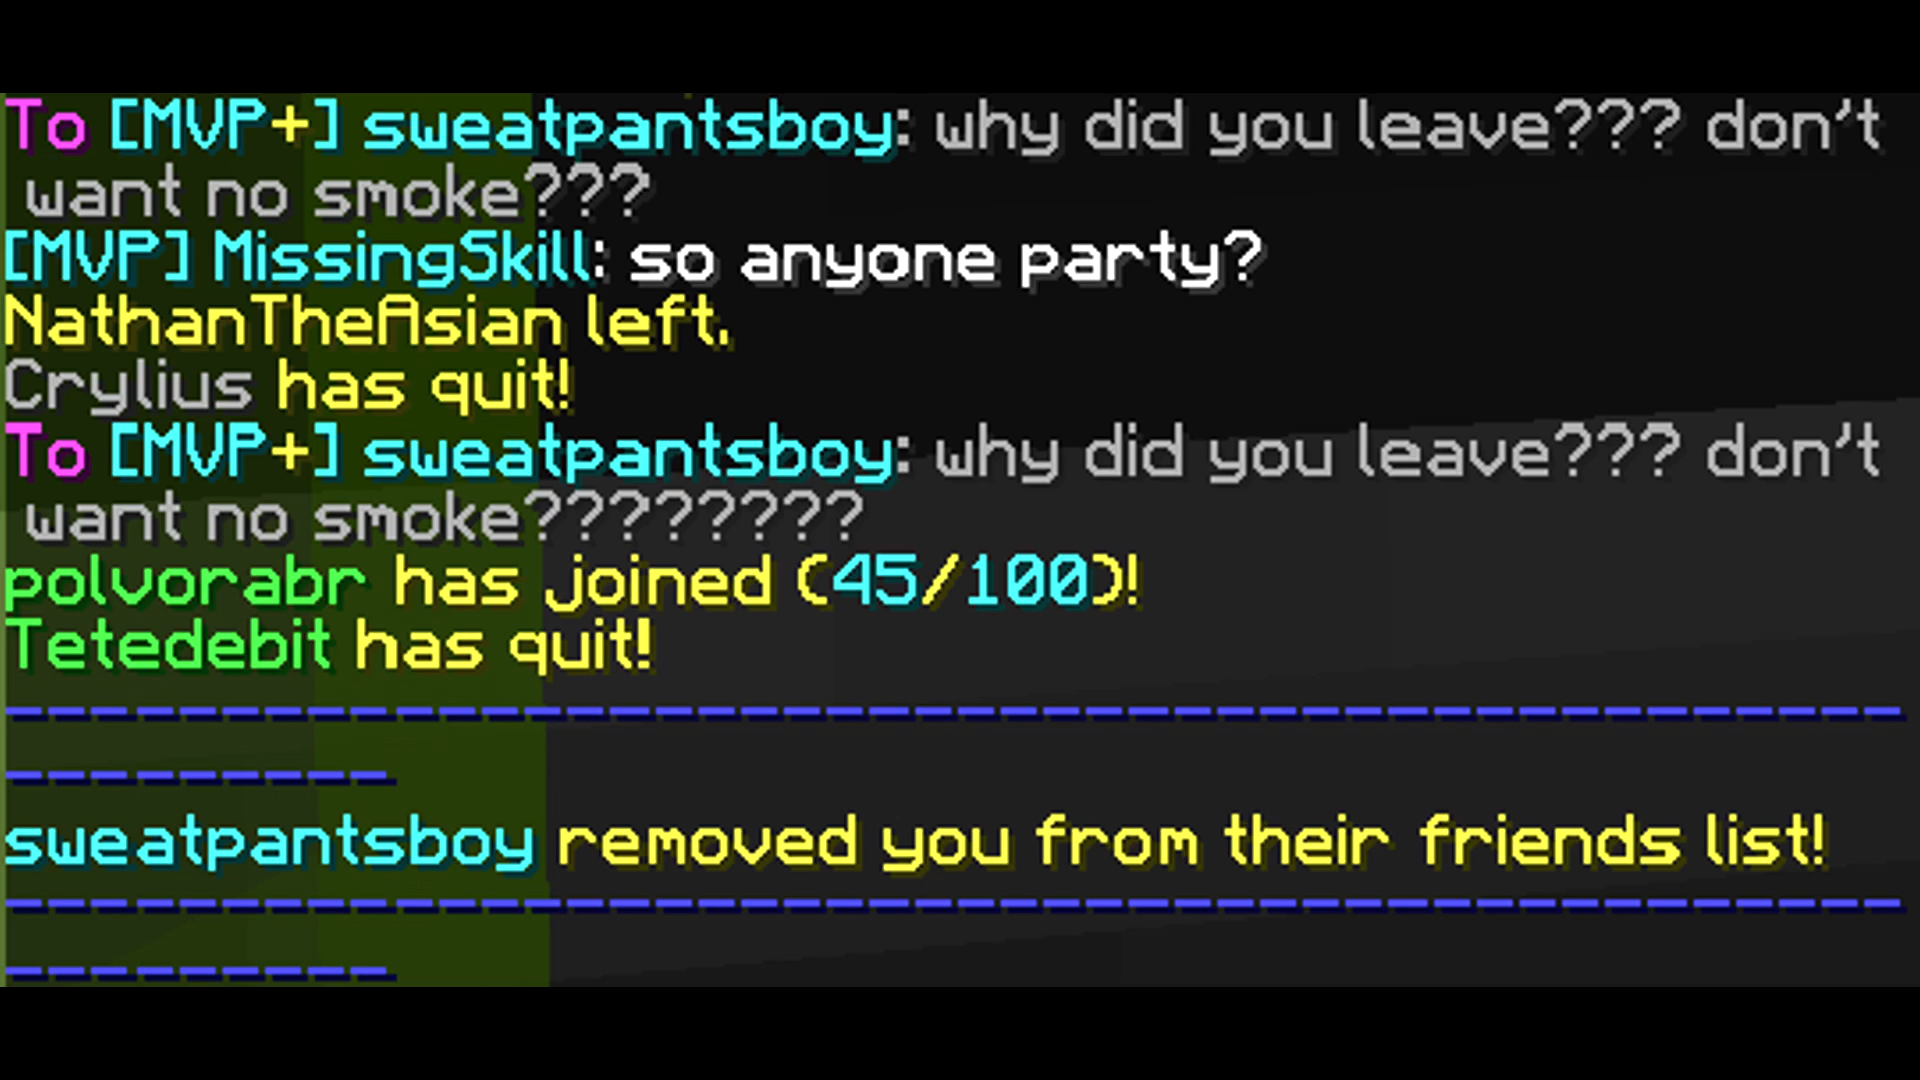 To [MVP+] sweatpantsboy: why did you leave??? don't
want no smoke???
[MVP] MissingSkill: so anyone party?
NathanTheAsian left.
Crylius has quit!
To [MVP+] sweatpantsboy: why did you leave??? don't
want no smoke????????
polvorabr has joined (45/100)!
Tetedebit has quit!
--------------------------------------------
---------
sweatpantsboy removed you from their friends list!
--------------------------------------------
---------